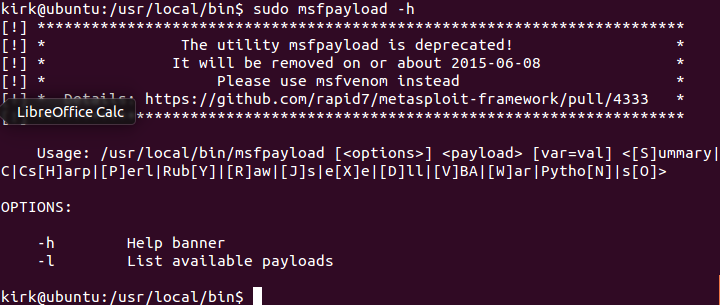 kirk@ubuntu:/usr/local/bin$ sudo msfpayload -h
[!] ************************************************************************
[!] *               The utility msfpayload is deprecated!                  *
[!] *              It will be removed on or about 2015-06-08               *
[!] *                   Please use msfvenom instead                        *
[!] *  Details: https://github.com/rapid7/metasploit-framework/pull/4333   *
LibreOffice Calc
************************************************************
Usage: /usr/local/bin/msfpayload [<options>] <payload> [var=val] <[S]ummary|
C|Cs[H]arp|[P]erl|Rub[Y]|[R]aw|[J]s|e[X]e|[D]ll|[V]BA|[W]ar|Pytho[N]|s[O]>
OPTIONS:
-h        Help banner
-l        List available payloads
kirk@ubuntu:/usr/local/bin$